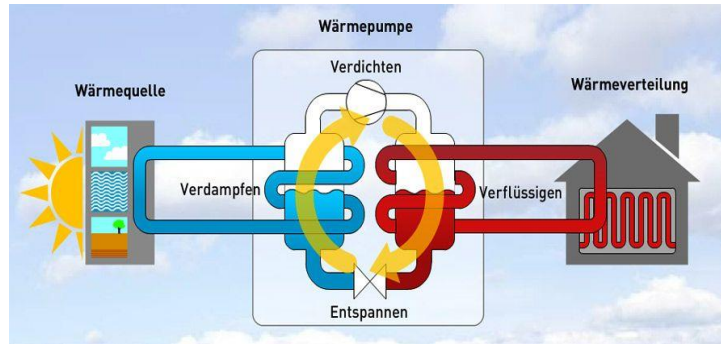 Wärmepumpe
Verdichten
Wärmequelle
Wärmeverteilung
Verdampfen
Verflüssigen
Entspannen